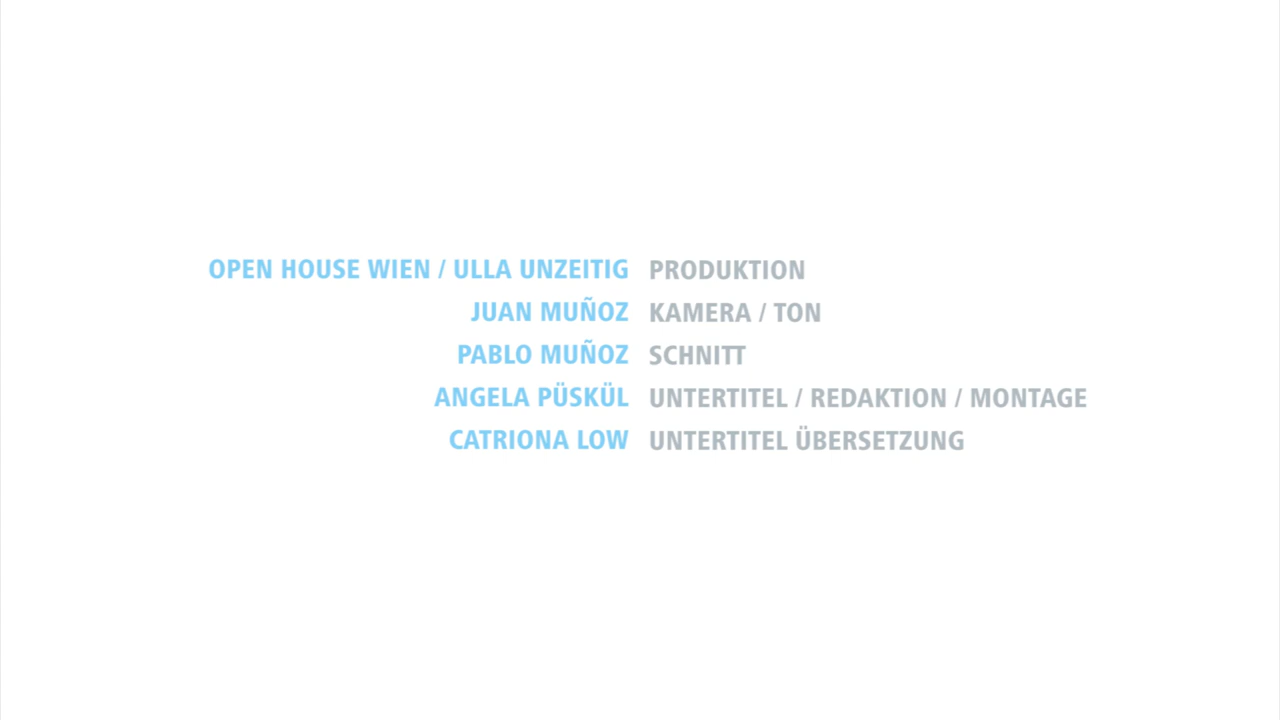 OPEN HOUSE WIEN / ULLA UNZEITIG PRODUKTION
JUAN MUÑOZ KAMERA / TON
PABLO MUÑOZ SCHNITT
ANGELA PÜSKÜL UNTERTITEL / REDAKTION / MONTAGE
CATRIONA LOW UNTERTITEL ÜBERSETZUNG